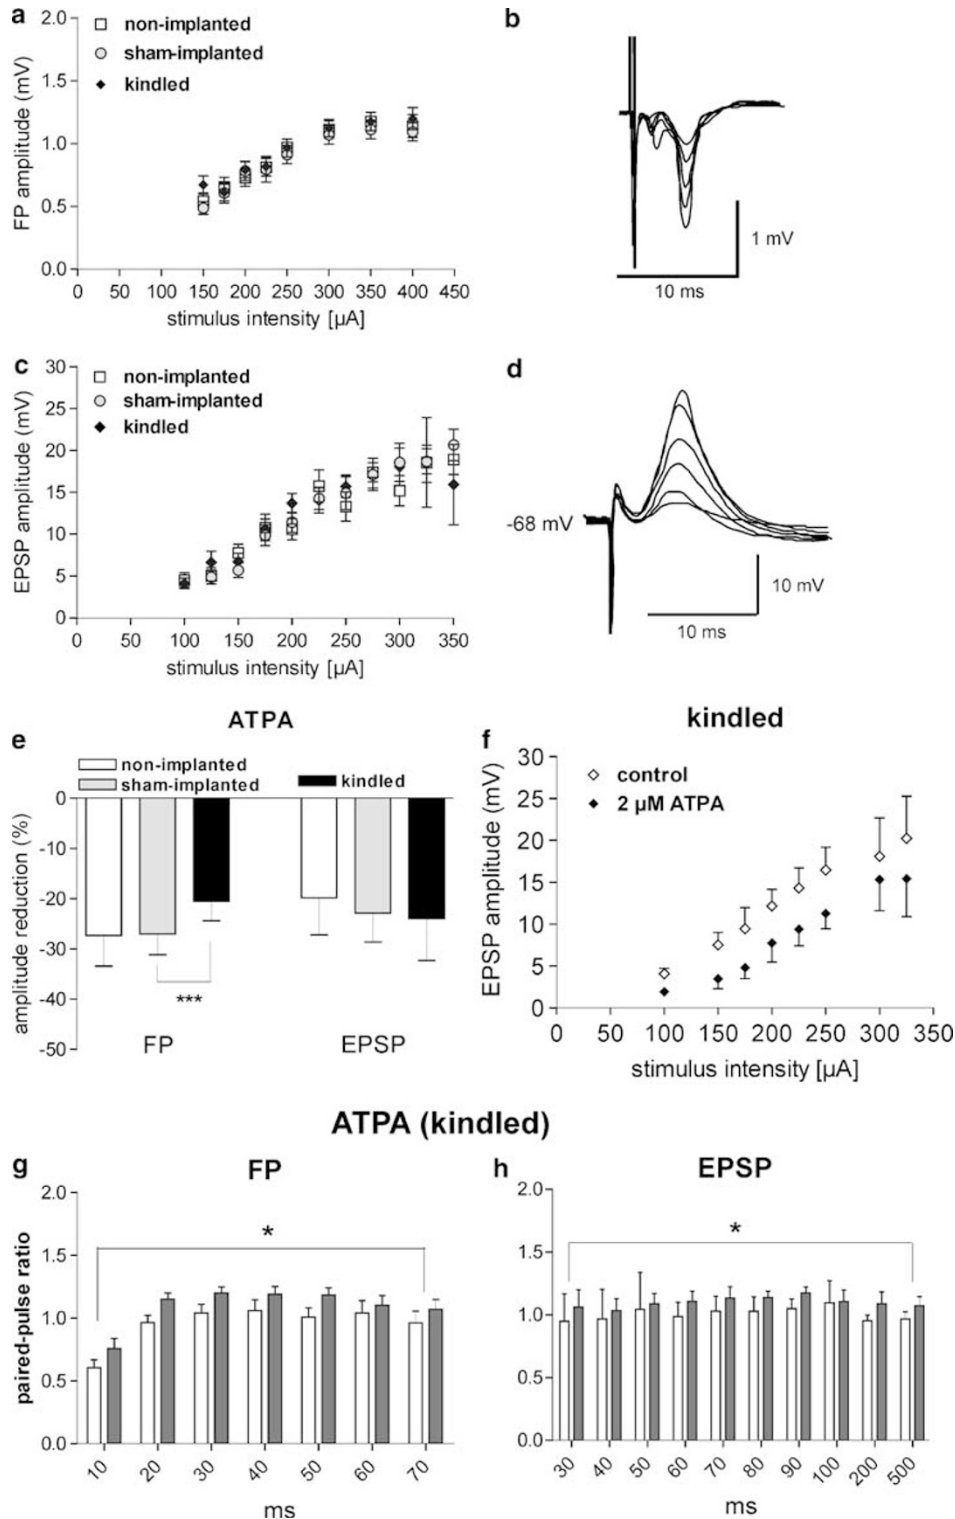 a
2.0
1.5
1.0
0.5
0.0
FP amplitude (mV)
non-implanted
sham-implanted
kindled
0 50 100 150 200 250 300 350 400 450
stimulus intensity [µA]
b
1 mV
10 ms
c
30
25
20
15
10
5
0
EPSP amplitude (mV)
non-implanted
sham-implanted
kindled
0 50 100 150 200 250 300 350
stimulus intensity [µA]
d
-68 mV
10 mV
10 ms
ATPA
e
non-implanted
sham-implanted
kindled
0
-10
-20
-30
-40
-50
amplitude reduction (%)
***
FP
EPSP
kindled
f
30
25
20
15
10
5
0
EPSP amplitude (mV)
control
2 µM ATPA
0 50 100 150 200 250 300 350
stimulus intensity [µA]
ATPA (kindled)
g
FP
2.0
1.5
1.0
0.5
0.0
paired-pulse ratio
*
10 20 30 40 50 60 70
ms
h
EPSP
2.0
1.5
1.0
0.5
0.0
*
30 40 50 60 70 80 90 100 200 500
ms